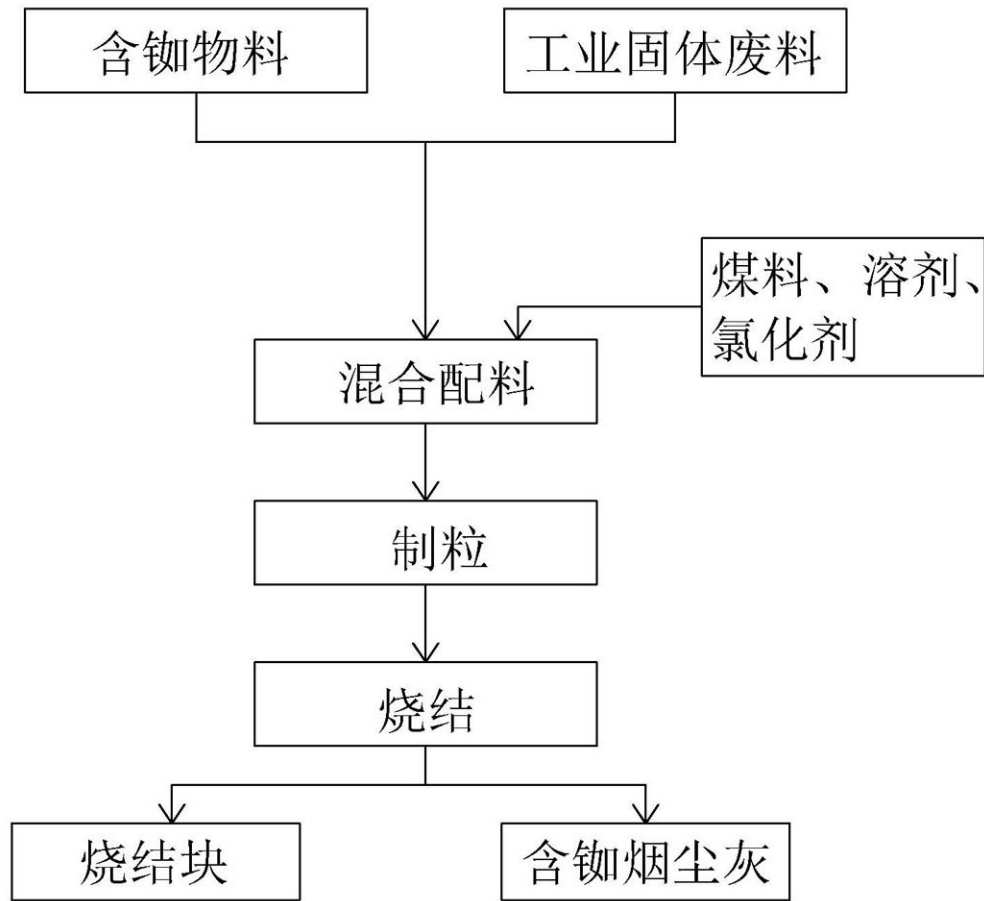 含铷物料
工业固体废料
煤料、溶剂、
氯化剂
混合配料
制粒
烧结
烧结块
含铷烟尘灰